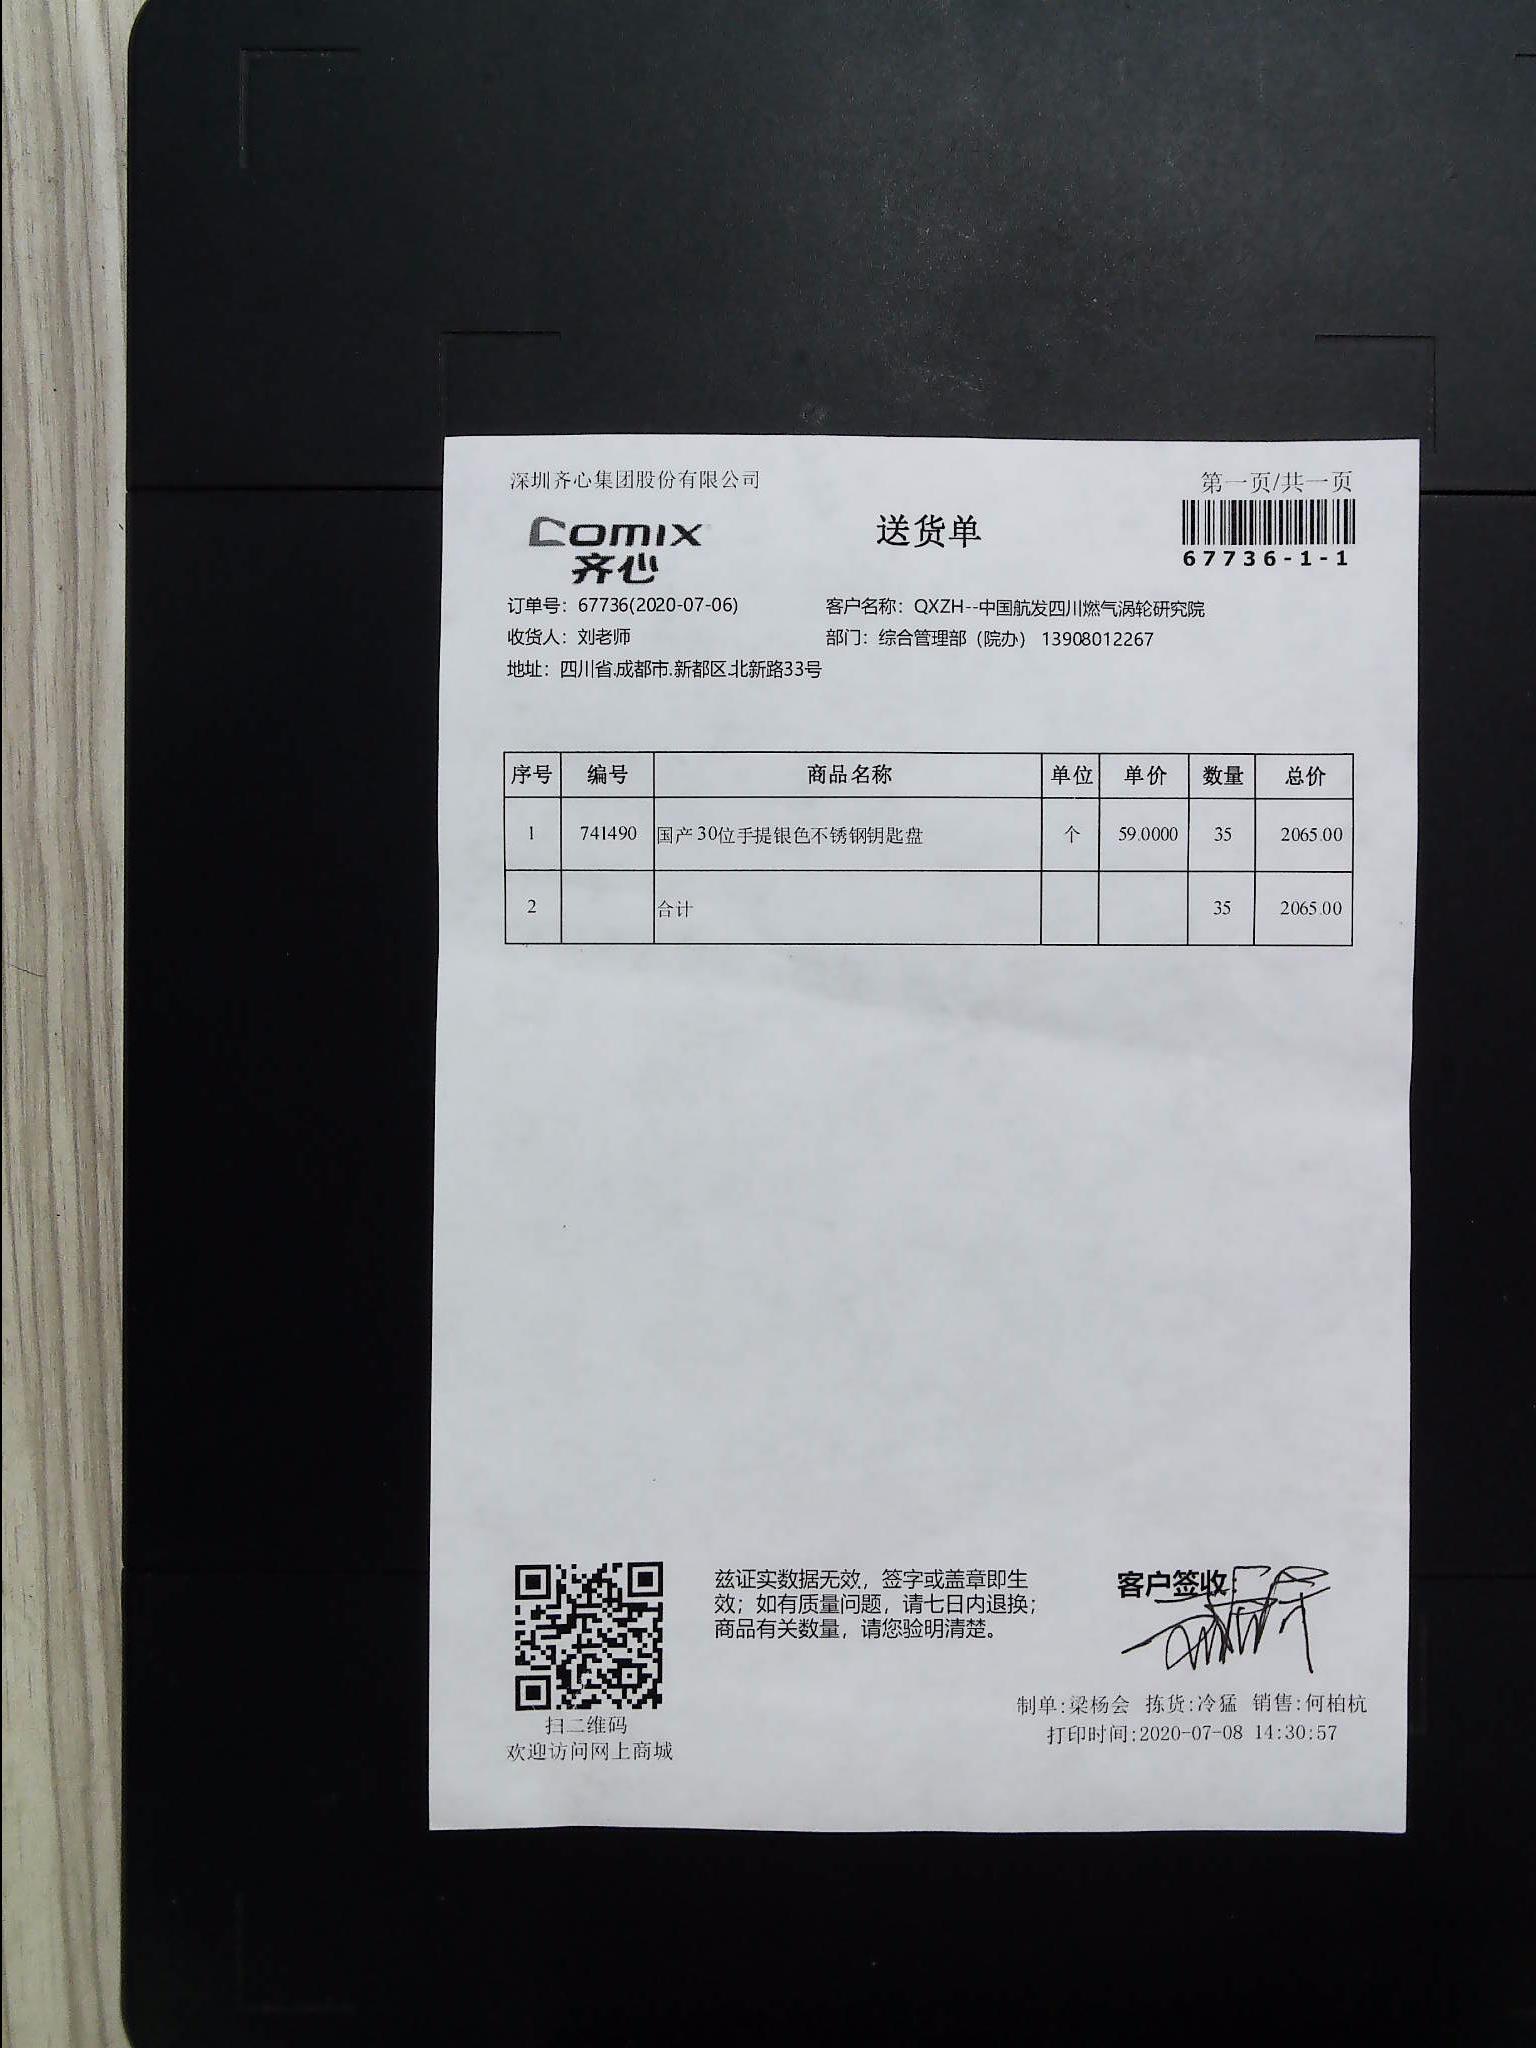 深圳齐心集团股份有限公司
第一页/共一页
comix
齐心
送货单
67736-1-1
订单号：67736(2020-07-06)
客户名称：QXZH--中国航发四川燃气涡轮研究院
收货人：刘老师
部门：综合管理部（院办） 13908012267
地址：四川省.成都市.新都区.北新路33号
序号 编号 商品名称 单位 单价 数量 总价
1 741490 国产30位手提银色不锈钢钥匙盘 个 59.0000 35 2065.00
2 合计 35 2065.00
兹证实数据无效，签字或盖章即生
效；如有质量问题，请七日内退换；
商品有关数量，请您验明清楚。
客户签收:
扫二维码
欢迎访问网上商城
制单:梁杨会 拣货:冷猛 销售:何柏杭
打印时间:2020-07-08 14:30:57